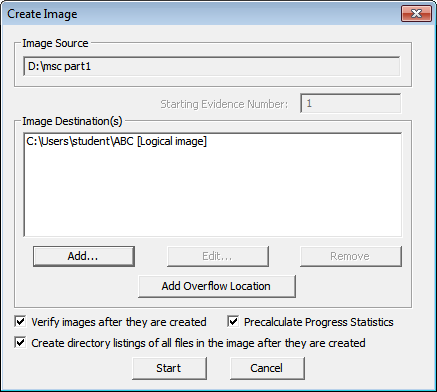 Create Image
Image Source
D:\msc part1
Starting Evidence Number: 1
Image Destination(s)
C:\Users\student\ABC [Logical image]
Add... Edit... Remove
Add Overflow Location
Verify images after they are created Precalculate Progress Statistics
Create directory listings of all files in the image after they are created
Start Cancel